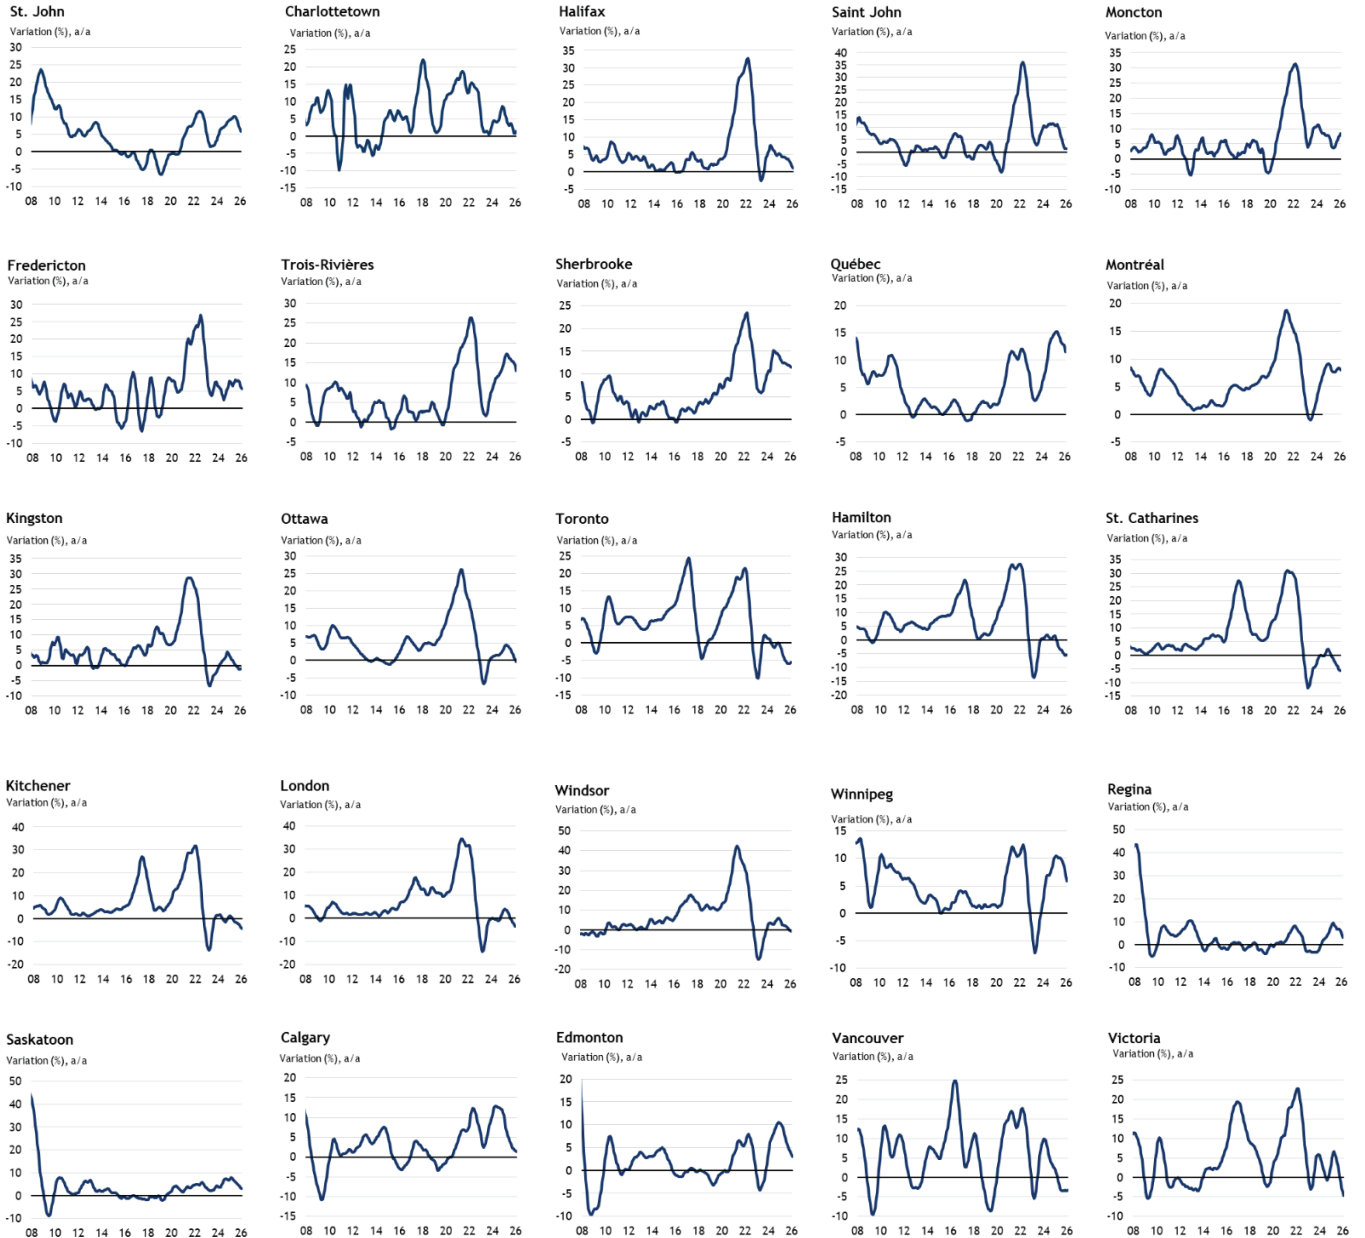 St. John
Variation (%), a/a
30
25
20
15
10
5
0
-5
-10
08 10 12 14 16 18 20 22 24 26
Charlottetown
Variation (%), a/a
25
20
15
10
5
0
-5
-10
-15
08 10 12 14 16 18 20 22 24 26
Halifax
Variation (%), a/a
35
30
25
20
15
10
5
0
-5
08 10 12 14 16 18 20 22 24 26
Saint John
Variation (%), a/a
40
35
30
25
20
15
10
5
0
-5
-10
-15
08 10 12 14 16 18 20 22 24 26
Moncton
Variation (%), a/a
35
30
25
20
15
10
5
0
-5
-10
08 10 12 14 16 18 20 22 24 26
Fredericton
Variation (%), a/a
30
25
20
15
10
5
0
-5
-10
08 10 12 14 16 18 20 22 24 26
Trois-Rivières
Variation (%), a/a
30
25
20
15
10
5
0
-5
08 10 12 14 16 18 20 22 24 26
Sherbrooke
Variation (%), a/a
25
20
15
10
5
0
-5
08 10 12 14 16 18 20 22 24 26
Québec
Variation (%), a/a
20
15
10
5
0
-5
08 10 12 14 16 18 20 22 24 26
Montréal
Variation (%), a/a
20
15
10
5
0
-5
08 10 12 14 16 18 20 22 24 26
Kingston
Variation (%), a/a
35
30
25
20
15
10
5
0
-5
-10
08 10 12 14 16 18 20 22 24 26
Ottawa
Variation (%), a/a
30
25
20
15
10
5
0
-5
-10
08 10 12 14 16 18 20 22 24 26
Toronto
Variation (%), a/a
25
20
15
10
5
0
-5
-10
-15
08 10 12 14 16 18 20 22 24 26
Hamilton
Variation (%), a/a
30
25
20
15
10
5
0
-5
-10
-15
-20
08 10 12 14 16 18 20 22 24 26
St. Catharines
Variation (%), a/a
35
30
25
20
15
10
5
0
-5
-10
-15
08 10 12 14 16 18 20 22 24 26
Kitchener
Variation (%), a/a
40
30
20
10
0
-10
-20
08 10 12 14 16 18 20 22 24 26
London
Variation (%), a/a
40
30
20
10
0
-10
-20
08 10 12 14 16 18 20 22 24 26
Windsor
Variation (%), a/a
50
40
30
20
10
0
-10
-20
08 10 12 14 16 18 20 22 24 26
Winnipeg
Variation (%), a/a
15
10
5
0
-5
-10
08 10 12 14 16 18 20 22 24 26
Regina
Variation (%), a/a
50
40
30
20
10
0
-10
08 10 12 14 16 18 20 22 24 26
Saskatoon
Variation (%), a/a
50
40
30
20
10
0
-10
08 10 12 14 16 18 20 22 24 26
Calgary
Variation (%), a/a
20
15
10
5
0
-5
-10
-15
08 10 12 14 16 18 20 22 24 26
Edmonton
Variation (%), a/a
20
15
10
5
0
-5
-10
08 10 12 14 16 18 20 22 24 26
Vancouver
Variation (%), a/a
25
20
15
10
5
0
-5
-10
08 10 12 14 16 18 20 22 24 26
Victoria
Variation (%), a/a
25
20
15
10
5
0
-5
-10
08 10 12 14 16 18 20 22 24 26